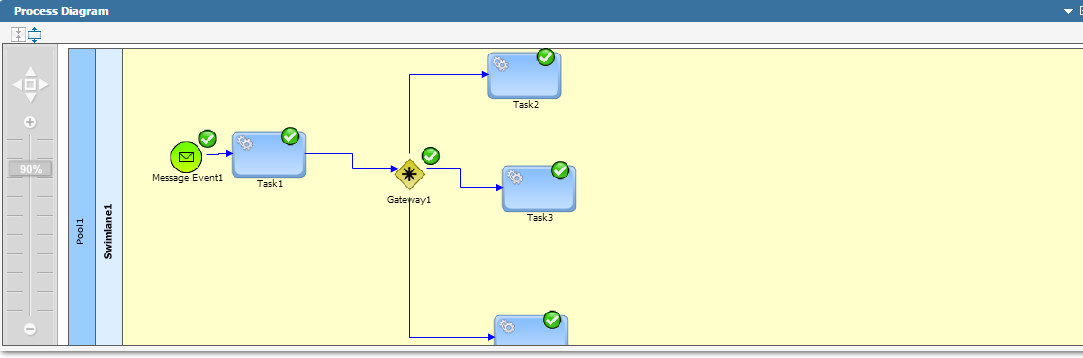 Process Diagram
90%
Pool1
Swimlane1
Message Event1
Task1
Gateway1
Task2
Task3